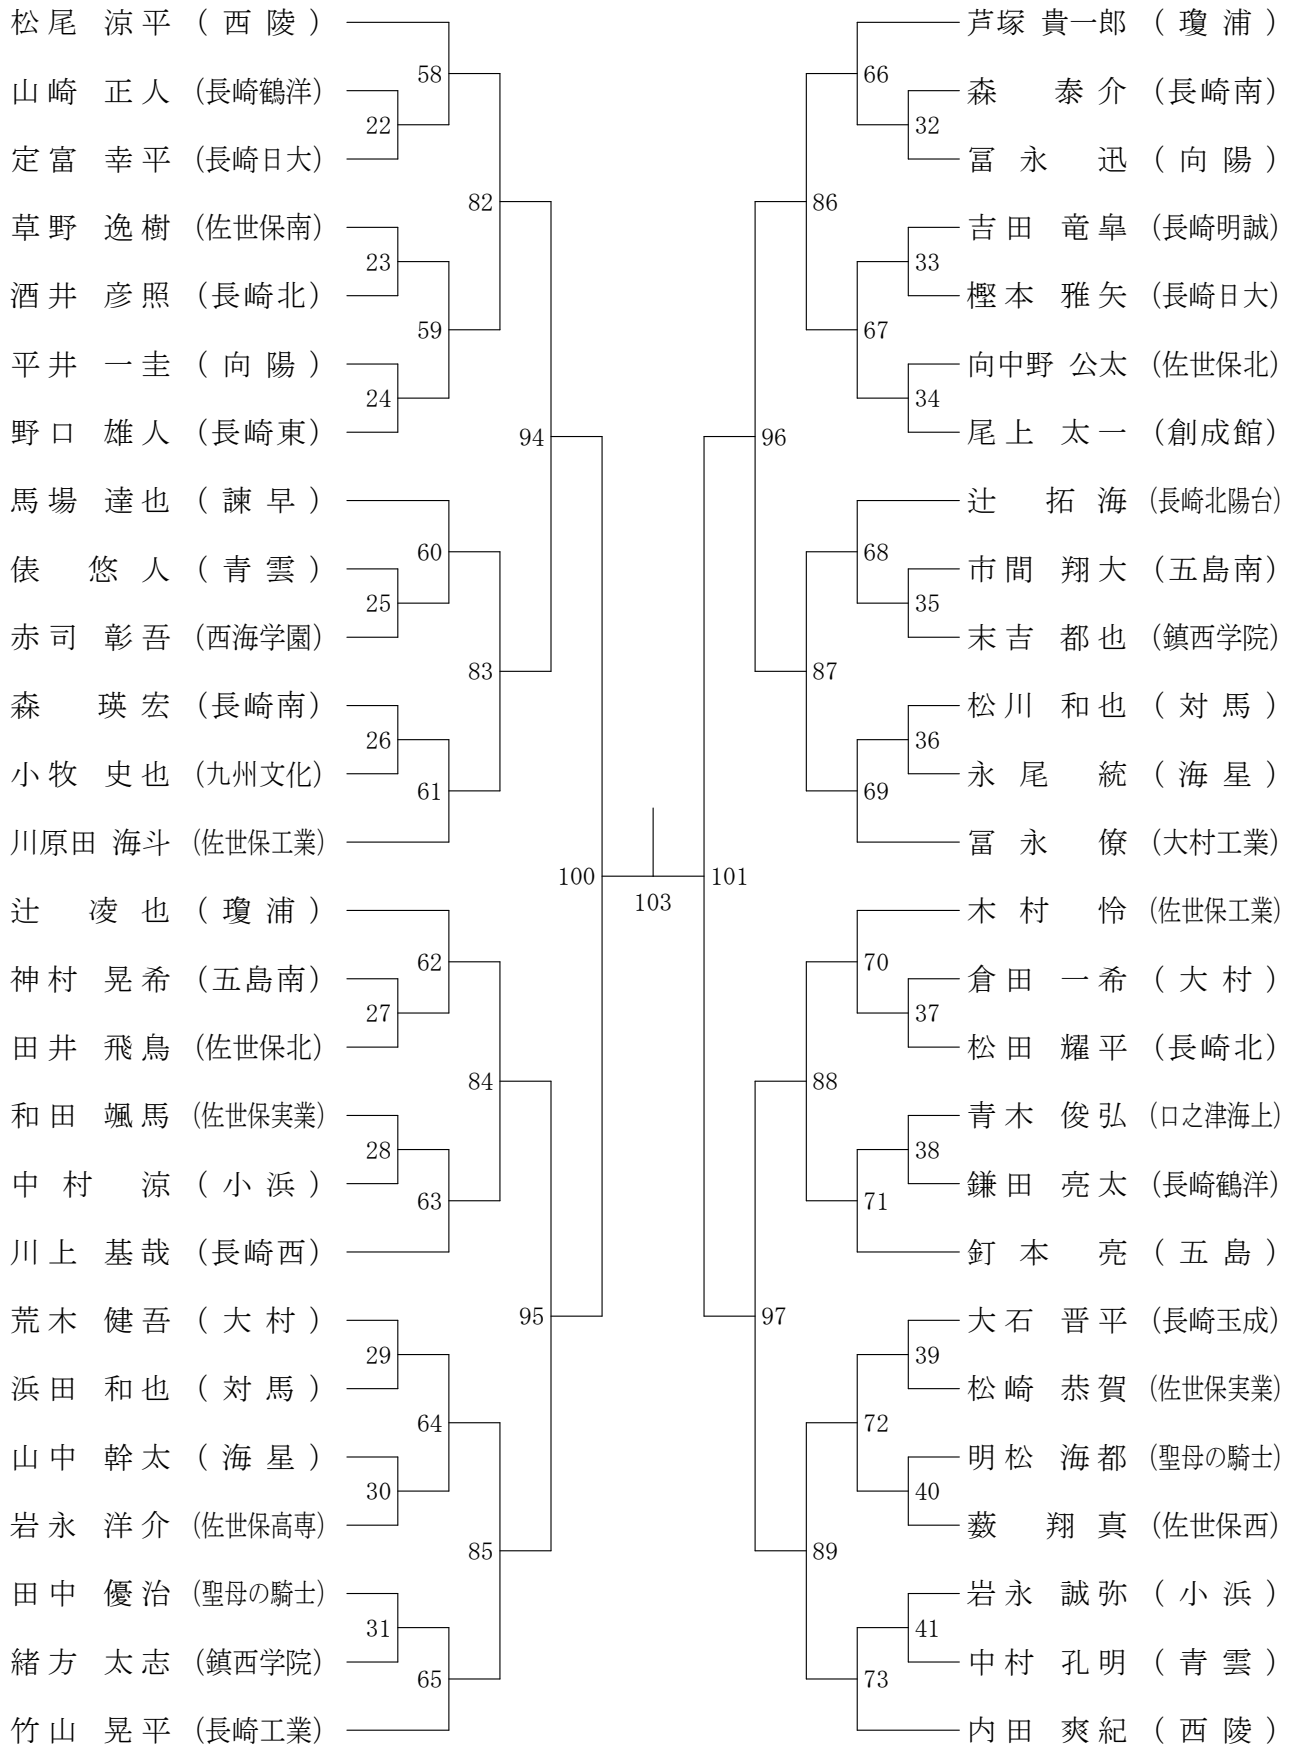 松尾 涼平 (西陵)
58
山崎 正人 (長崎鶴洋)
22
定富 幸平 (長崎日大)
82
草野 逸樹 (佐世保南)
23
酒井 彦照 (長崎北)
59
平井 一圭 (向陽)
24
野口 雄人 (長崎東)
94
馬場 達也 (諫早)
60
俵 悠人 (青雲)
25
赤司 彰吾 (西海学園)
83
森 瑛宏 (長崎南)
26
小牧 史也 (九州文化)
61
川原田 海斗 (佐世保工業)
100
辻 凌也 (瓊浦)
62
神村 晃希 (五島南)
27
田井 飛鳥 (佐世保北)
84
和田 颯馬 (佐世保実業)
28
中村 涼 (小浜)
63
川上 基哉 (長崎西)
95
荒木 健吾 (大村)
29
浜田 和也 (対馬)
64
山中 幹太 (海星)
30
岩永 洋介 (佐世保高専)
85
田中 優治 (聖母の騎士)
31
緒方 太志 (鎮西学院)
65
竹山 晃平 (長崎工業)
103
芦塚 貴一郎 (瓊浦)
66
森 泰介 (長崎南)
32
冨永 迅 (向陽)
86
吉田 竜皐 (長崎明誠)
33
樫本 雅矢 (長崎日大)
67
向中野 公太 (佐世保北)
34
尾上 太一 (創成館)
96
辻 拓海 (長崎北陽台)
68
市間 翔大 (五島南)
35
末吉 都也 (鎮西学院)
87
松川 和也 (対馬)
36
永尾 統 (海星)
69
冨永 僚 (大村工業)
101
木村 怜 (佐世保工業)
70
倉田 一希 (大村)
37
松田 耀平 (長崎北)
88
青木 俊弘 (口之津海上)
38
鎌田 亮太 (長崎鶴洋)
71
釘本 亮 (五島)
97
大石 晋平 (長崎玉成)
39
松崎 恭賀 (佐世保実業)
72
明松 海都 (聖母の騎士)
40
薮 翔真 (佐世保西)
89
岩永 誠弥 (小浜)
41
中村 孔明 (青雲)
73
内田 爽紀 (西陵)